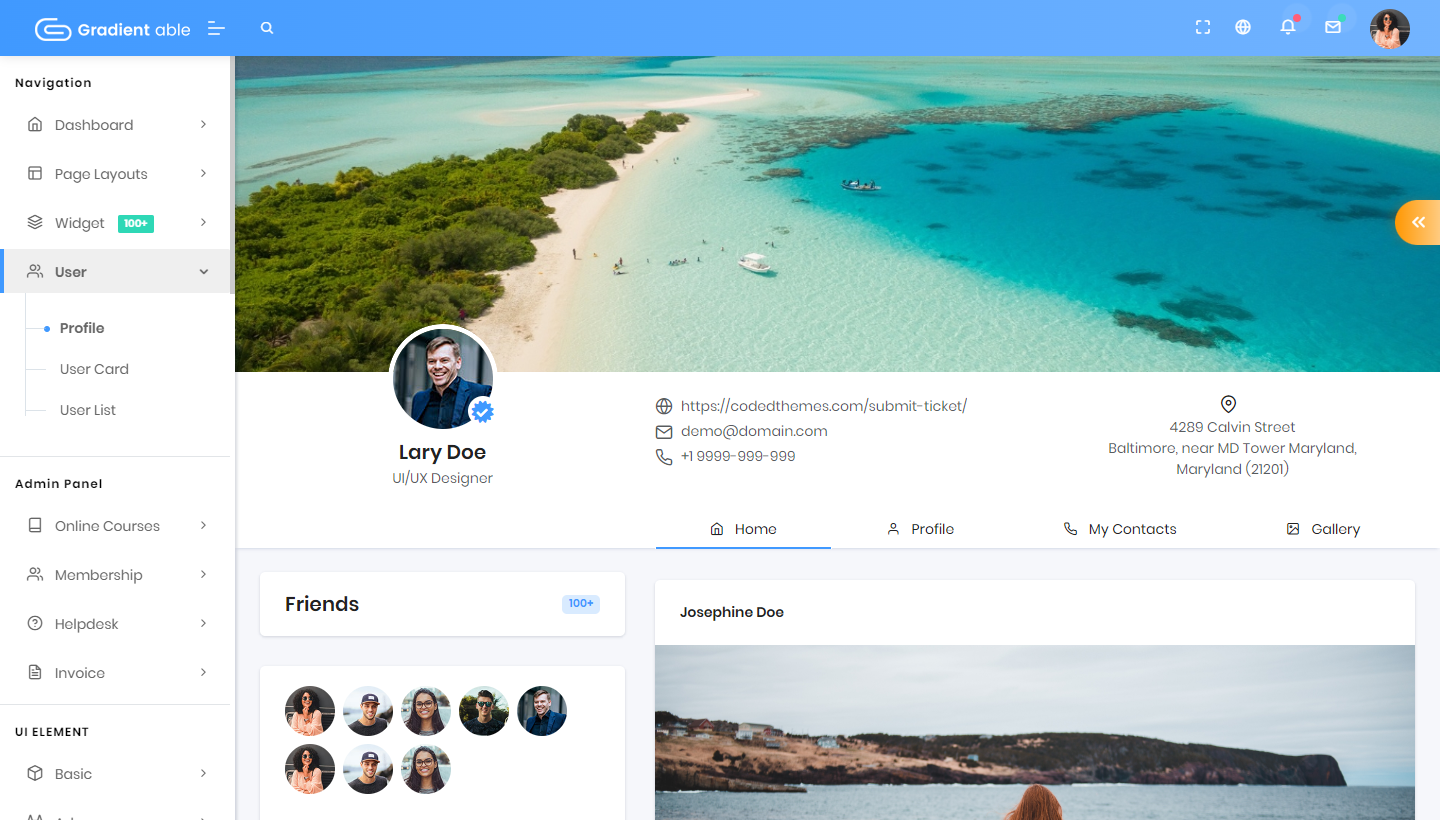 Gradient able
Navigation
Dashboard
Page Layouts
Widget 100+
User
Profile
User Card
User List
Admin Panel
Online Courses
Membership
Helpdesk
Invoice
UI ELEMENT
Basic
Lary Doe
UI/UX Designer
https://codedthemes.com/submit-ticket/
demo@domain.com
+1 9999-999-999
4289 Calvin Street
Baltimore, near MD Tower Maryland,
Maryland (21201)
Home
Profile
My Contacts
Gallery
Friends 100+
Josephine Doe